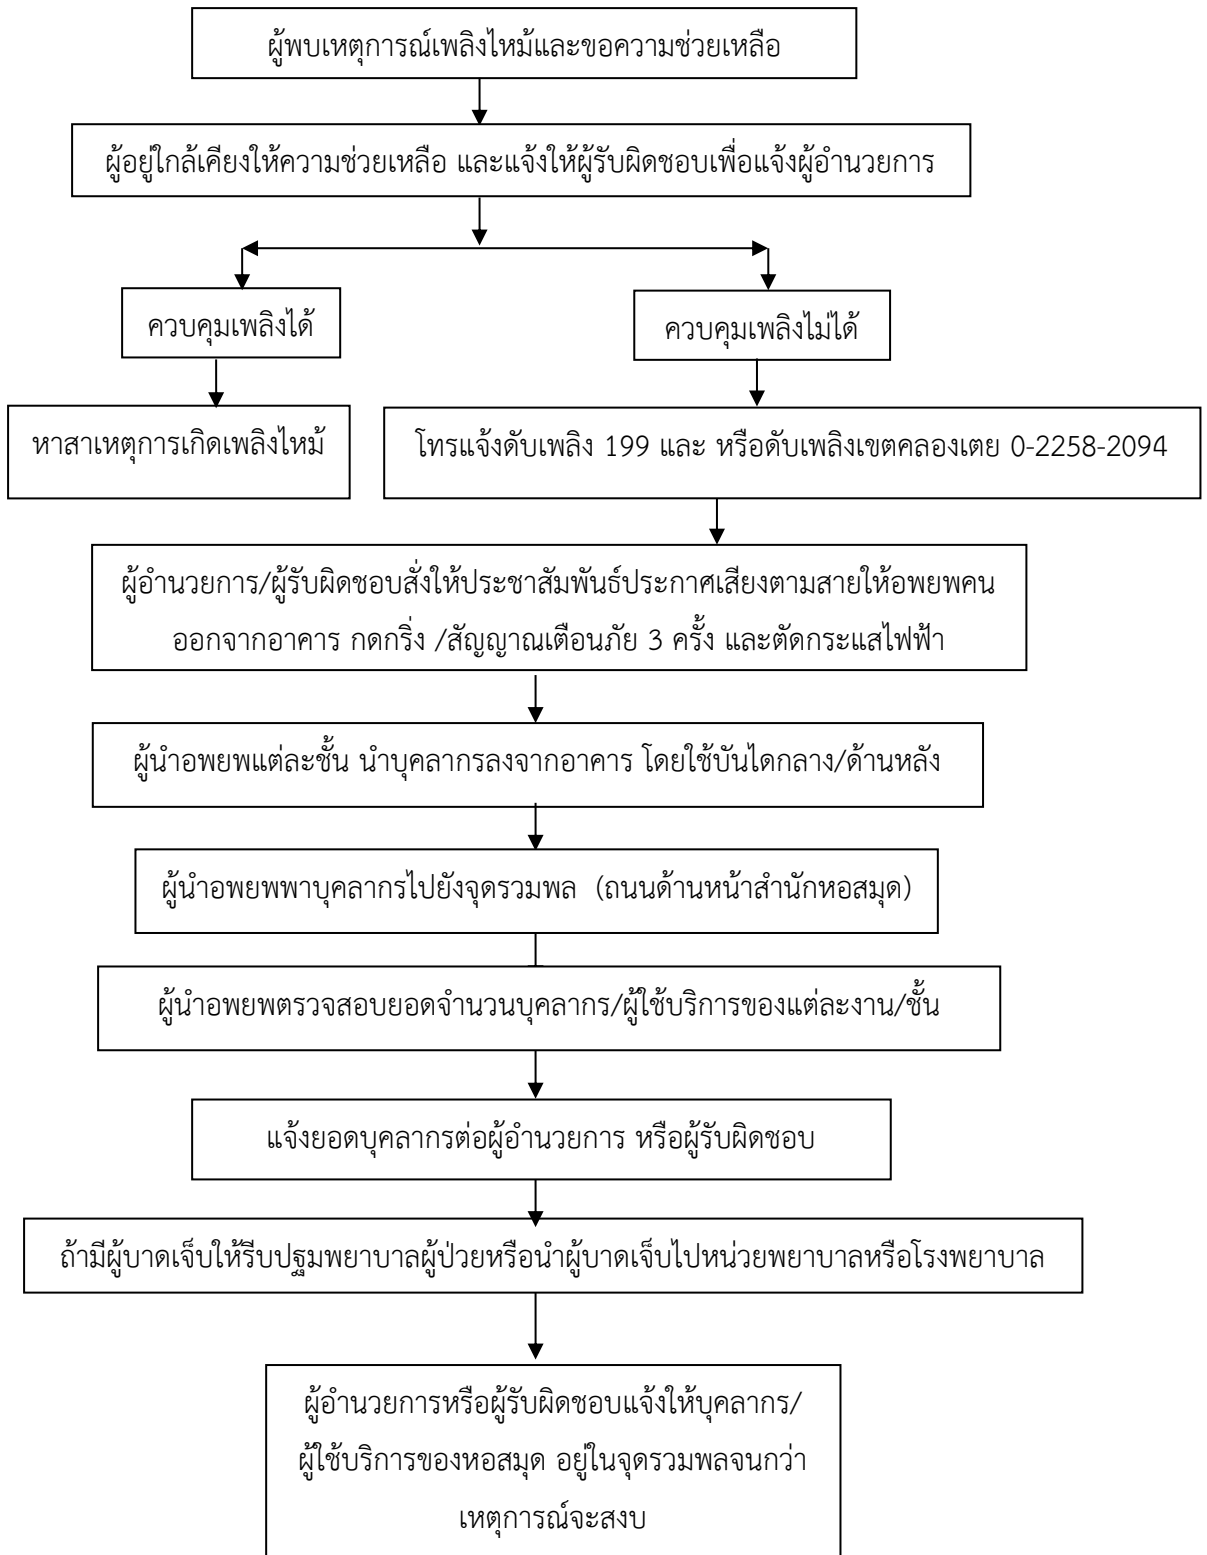 ผู้พบเหตุการณ์เพลิงไหม้และขอความช่วยเหลือ
ผู้อยู่ใกล้เคียงให้ความช่วยเหลือ และแจ้งให้ผู้รับผิดชอบเพื่อแจ้งผู้อำนวยการ
ควบคุมเพลิงได้
ควบคุมเพลิงไม่ได้
หาสาเหตุการเกิดเพลิงไหม้
โทรแจ้งดับเพลิง 199 และ หรือดับเพลิงเขตคลองเตย 0-2258-2094
ผู้อำนวยการ/ผู้รับผิดชอบสั่งให้ประชาสัมพันธ์ประกาศเสียงตามสายให้อพยพคน
ออกจากอาคาร กดกริ่ง /สัญญาณเตือนภัย 3 ครั้ง และตัดกระแสไฟฟ้า
ผู้นำอพยพแต่ละชั้น นำบุคลากรลงจากอาคาร โดยใช้บันไดกลาง/ด้านหลัง
ผู้นำอพยพพาบุคลากรไปยังจุดรวมพล (ถนนด้านหน้าสำนักหอสมุด)
ผู้นำอพยพตรวจสอบยอดจำนวนบุคลากร/ผู้ใช้บริการของแต่ละงาน/ชั้น
แจ้งยอดบุคลากรต่อผู้อำนวยการ หรือผู้รับผิดชอบ
ถ้ามีผู้บาดเจ็บให้รีบปฐมพยาบาลผู้ป่วยหรือนำผู้บาดเจ็บไปหน่วยพยาบาลหรือโรงพยาบาล
ผู้อำนวยการหรือผู้รับผิดชอบแจ้งให้บุคลากร/
ผู้ใช้บริการของหอสมุด อยู่ในจุดรวมพลจนกว่า
เหตุการณ์จะสงบ